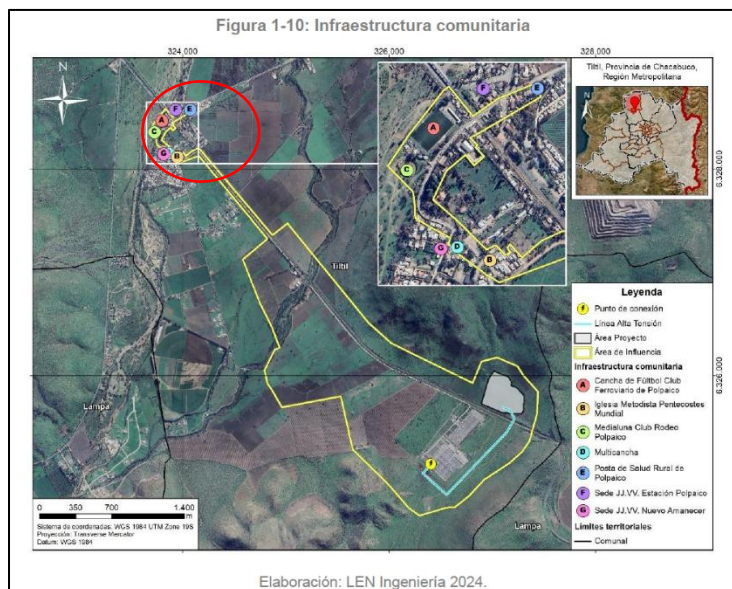 Figura 1-10: Infraestructura comunitaria
324,000
326,000
328,000
N
Tiltil, Provincia de Chacabuco,
Región Metropolitana
F
E
A
C
G
B
F
E
A
C
G
D
B
6.328.000
Tiltil
Leyenda
Punto de conexión
Línea Alta Tensión
Área Proyecto
Área de Influencia
Infraestructura comunitaria
A Cancha de Fútbol Club
Ferroviario de Polpaico
B Iglesia Metodista Pentecostes
Mundial
C Medialuna Club Rodeo
Polpaico
D Multicancha
E Posta de Salud Rural de
Polpaico
F Sede JJ.VV. Estación Polpaico
G Sede JJ.VV. Nuevo Amanecer
Límites territoriales
Comunal
6.326.000
Lampa
Lampa
0 350 700 1.400
m
Sistema de coordenadas: WGS 1984 UTM Zone 19S
Proyección: Transverse Mercator
Datum: WGS 1984
Elaboración: LEN Ingeniería 2024.